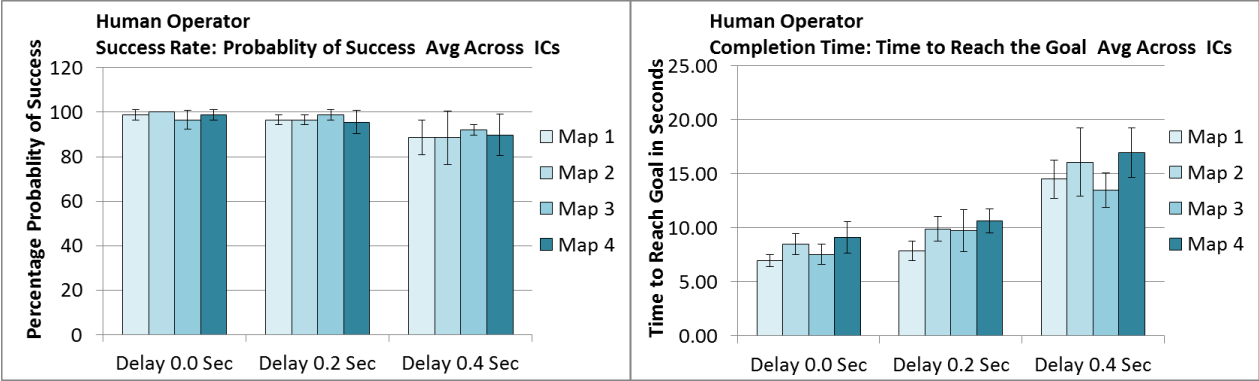 Human Operator
Success Rate: Probablity of Success Avg Across ICs
Percentage Probablity of Success
120
100
80
60
40
20
0
Delay 0.0 Sec
Delay 0.2 Sec
Delay 0.4 Sec
Map 1
Map 2
Map 3
Map 4
Human Operator
Completion Time: Time to Reach the Goal Avg Across ICs
Time to Reach Goal in Seconds
25.00
20.00
15.00
10.00
5.00
0.00
Delay 0.0 Sec
Delay 0.2 Sec
Delay 0.4 Sec
Map 1
Map 2
Map 3
Map 4